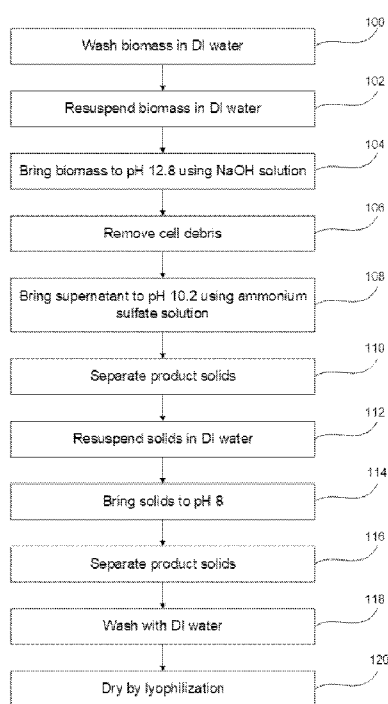 100
Wash biomass in DI water
102
Resuspend biomass in DI water
104
Bring biomass to pH 12.8 using NaOH solution
106
Remove cell debris
108
Bring supernatant to pH 10.2 using ammonium
sulfate solution
110
Separate product solids
112
Resuspend solids in DI water
114
Bring solids to pH 8
116
Separate product solids
118
Wash with DI water
120
Dry by lyophilization